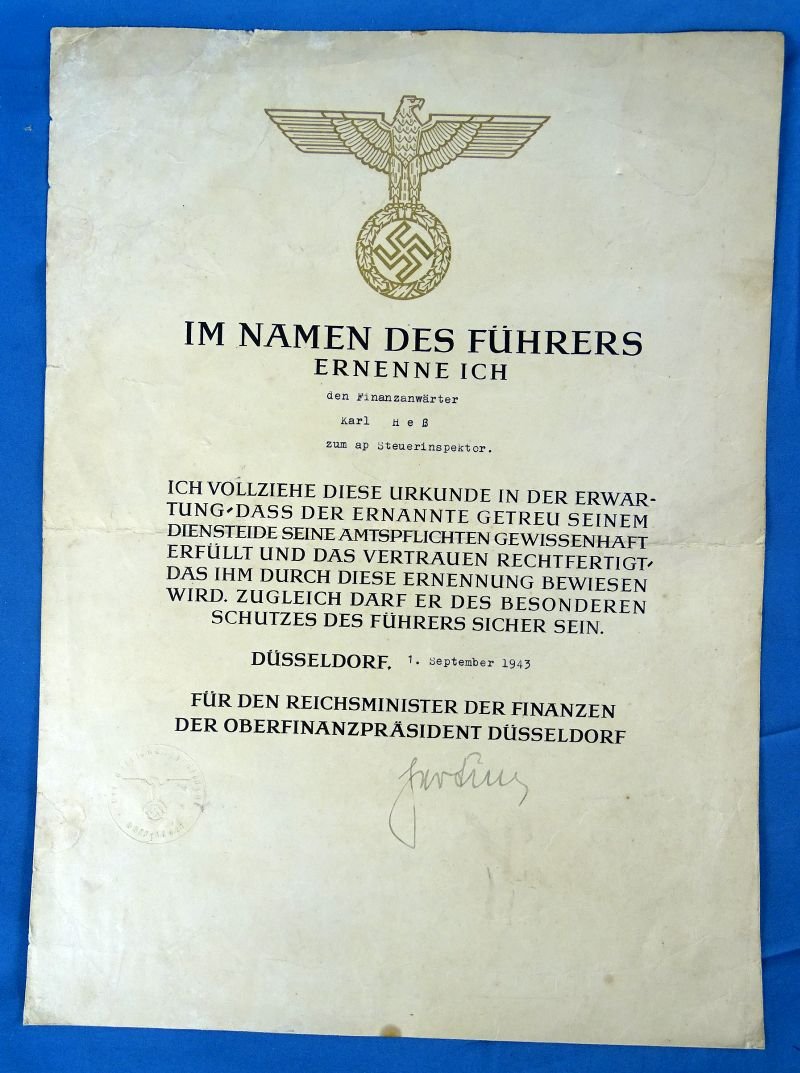 IM NAMEN DES FÜHRERS
ERNENNE ICH
den Finanzanwärter
Karl H e ß
zum ap Steuerinspektor.
ICH VOLLZIEHE DIESE URKUNDE IN DER ERWAR-
TUNG, DASS DER ERNANNTE GETREU SEINEM
DIENSTEIDE SEINE AMTSPFLICHTEN GEWISSENHAFT
ERFÜLLT UND DAS VERTRAUEN RECHTFERTIGT,
DAS IHM DURCH DIESE ERNENNUNG BEWIESEN
WIRD. ZUGLEICH DARF ER DES BESONDEREN
SCHUTZES DES FÜHRERS SICHER SEIN.
DÜSSELDORF, 1. September 1943
FÜR DEN REICHSMINISTER DER FINANZEN
DER OBERFINANZPRÄSIDENT DÜSSELDORF